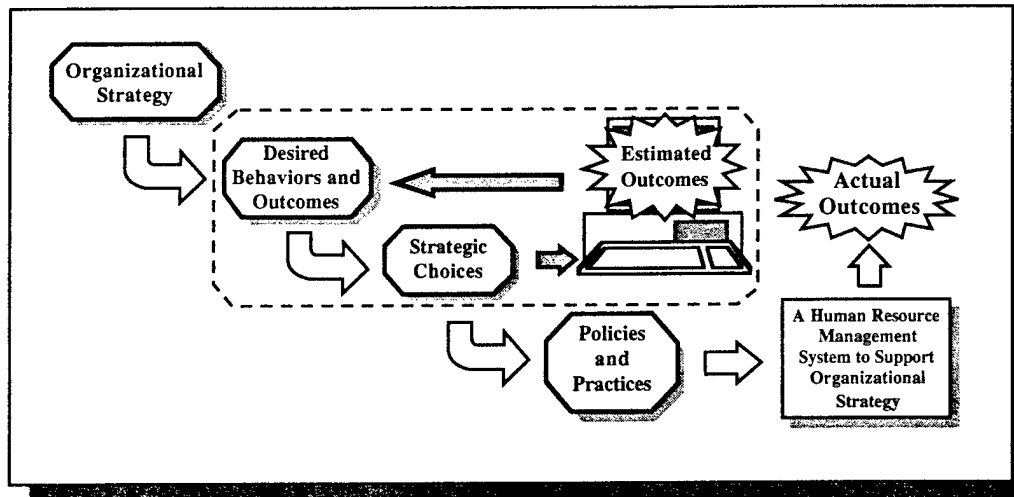 Organizational
Strategy
Desired
Behaviors and
Outcomes
Estimated
Outcomes
Actual
Outcomes
Strategic
Choices
Policies
and
Practices
A Human Resource
Management
System to Support
Organizational
Strategy